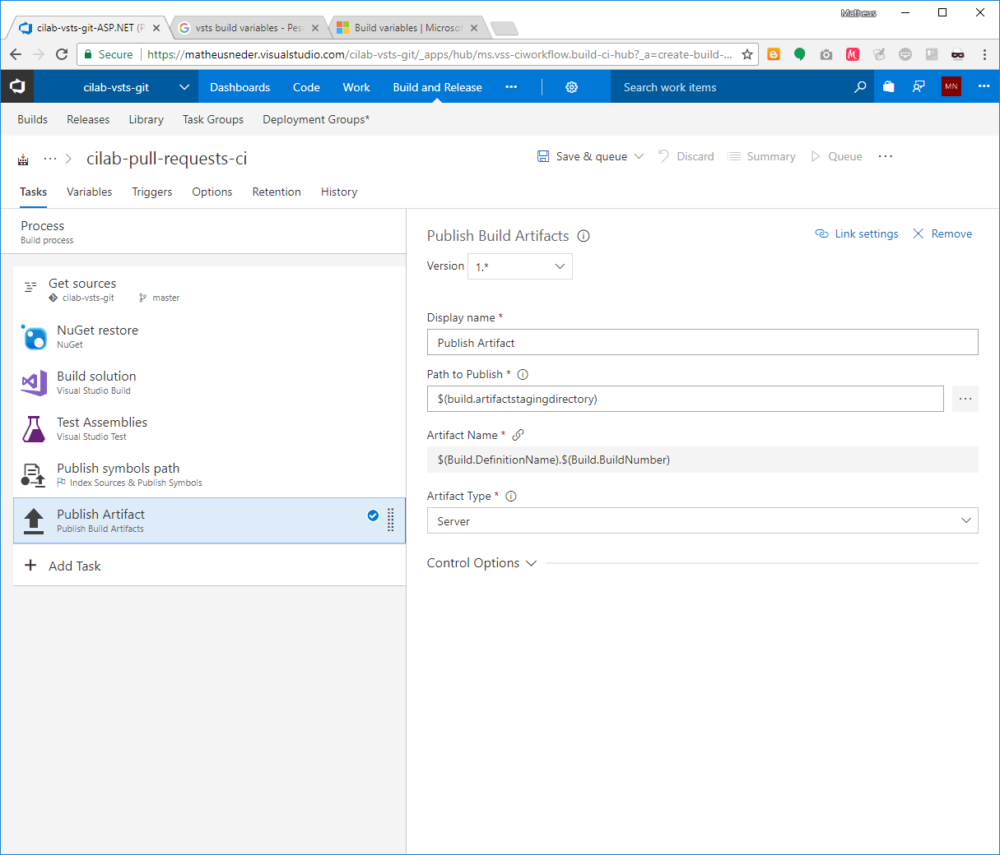 Matheus
cilab-vsts-git-ASP.NET (P
vsts build variables - Pes
Build variables | Microsof
Secure
https://matheusneder.visualstudio.com/cilab-vsts-git/_apps/hub/ms.vss-ciworkflow.build-ci-hub?_a=create-build-...
cilab-vsts-git Dashboards Code Work Build and Release ... Search work items MN ...
Builds Releases Library Task Groups Deployment Groups*
... > cilab-pull-requests-ci
Save & queue Discard Summary Queue ...
Tasks Variables Triggers Options Retention History
Process
Build process
Get sources
cilab-vsts-git master
NuGet restore
NuGet
Build solution
Visual Studio Build
Test Assemblies
Visual Studio Test
Publish symbols path
Index Sources & Publish Symbols
Publish Artifact
Publish Build Artifacts
+ Add Task
Publish Build Artifacts
Link settings Remove
Version 1.*
Display name *
Publish Artifact
Path to Publish *
$(build.artifactstagingdirectory)
...
Artifact Name *
$(Build.DefinitionName).$(Build.BuildNumber)
Artifact Type *
Server
Control Options